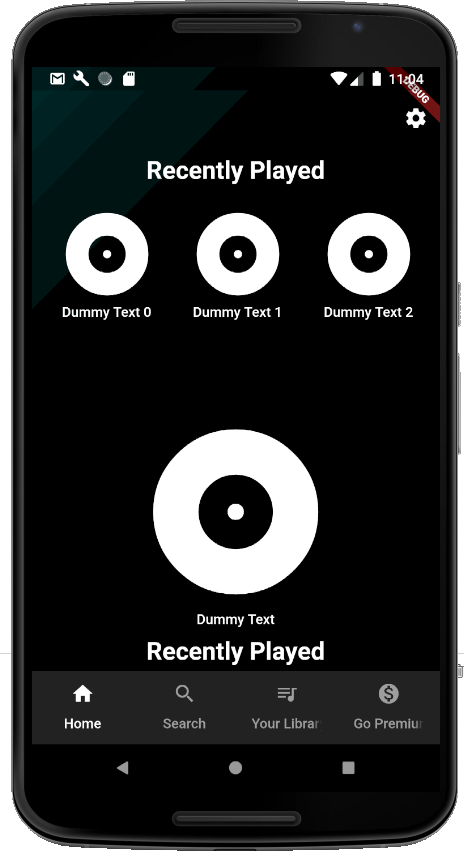 11:04
DEBUG
Recently Played
Dummy Text 0 Dummy Text 1 Dummy Text 2
Dummy Text
Recently Played
Home Search Your Librar Go Premiur